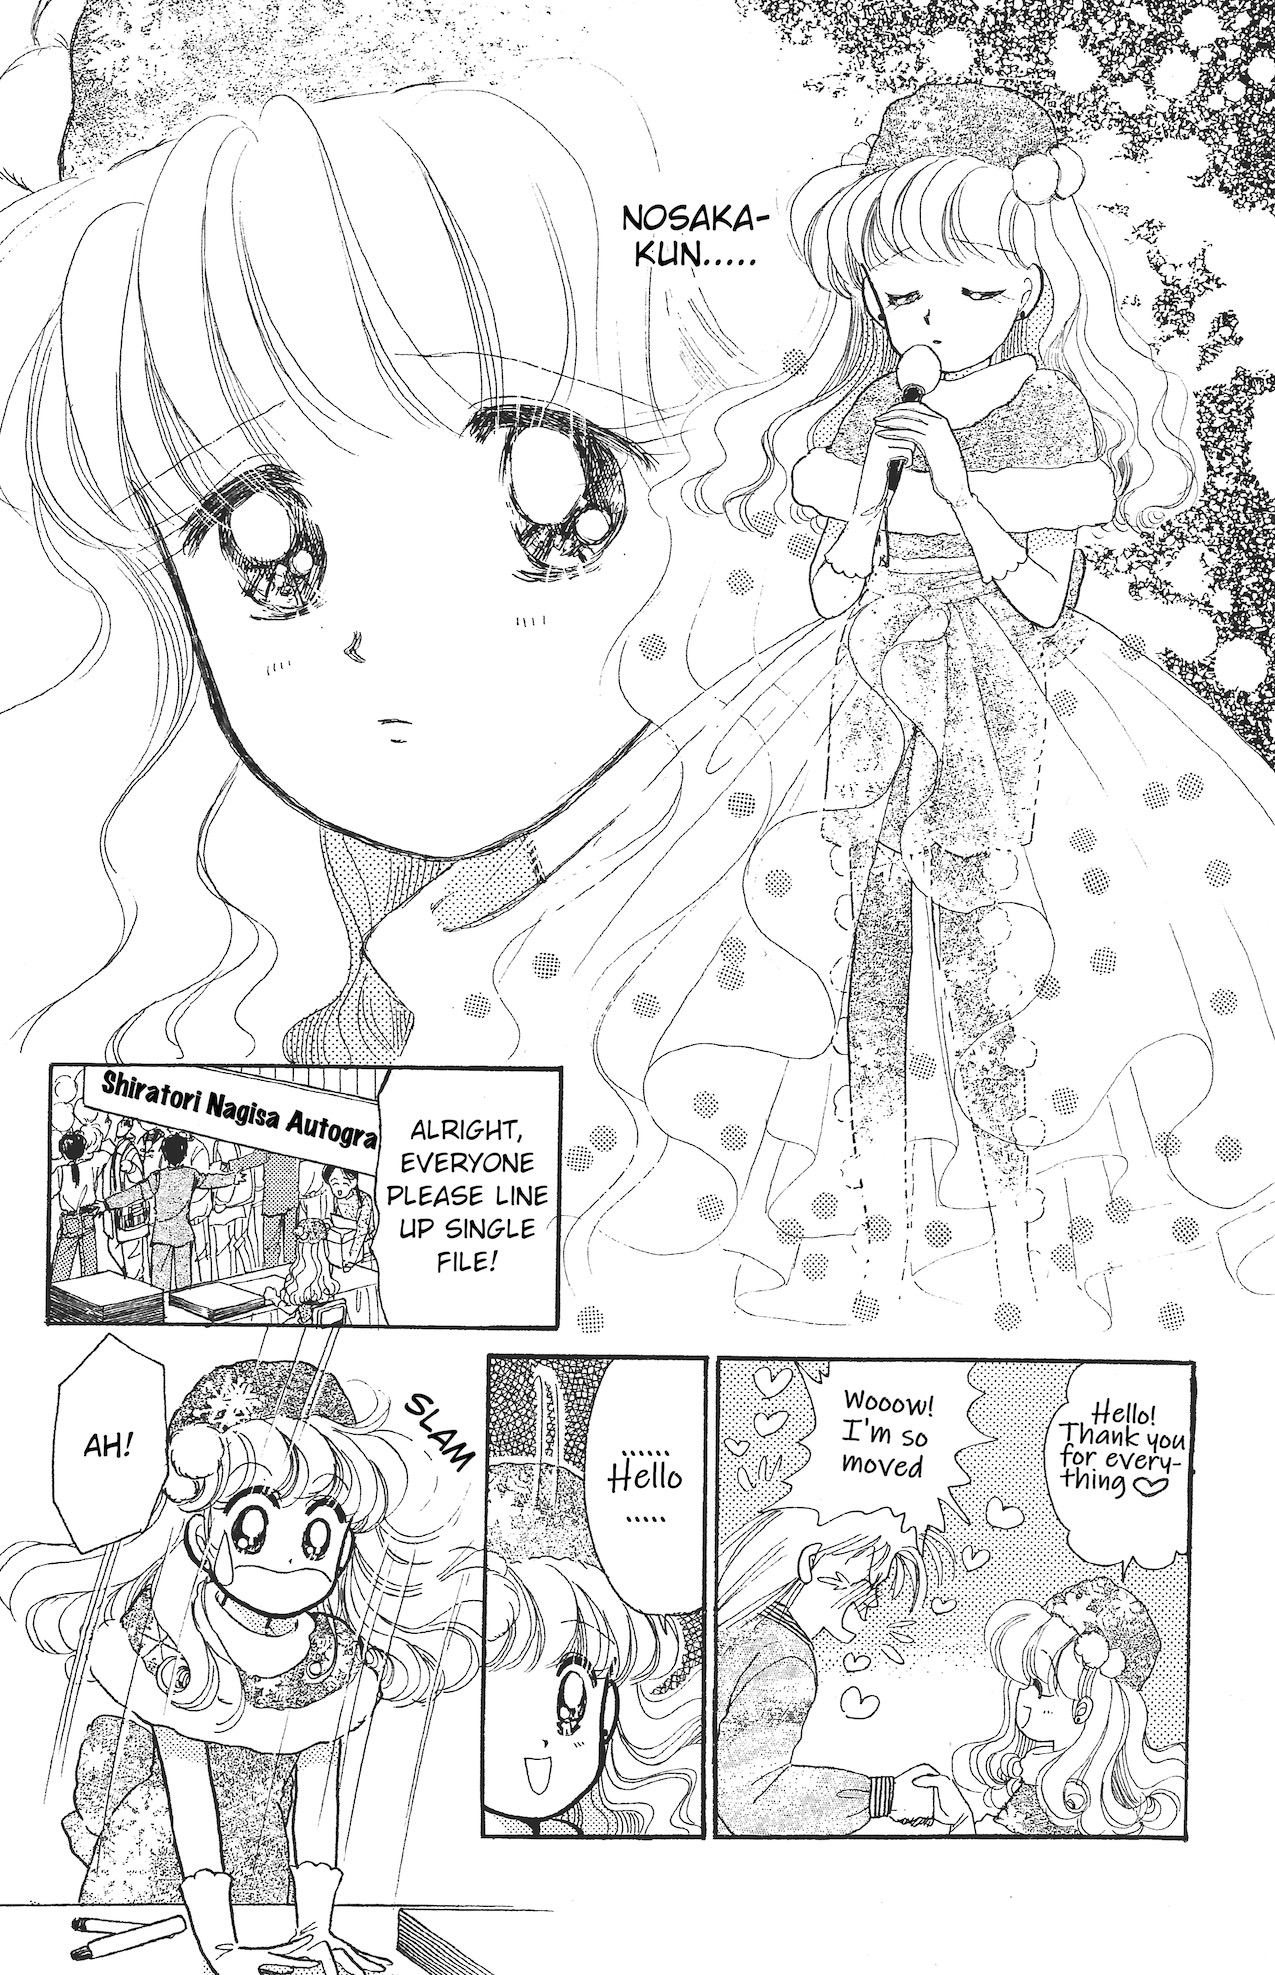 NOSAKA-
KUN.....
Shiratori Nagisa Autogra
ALRIGHT,
EVERYONE
PLEASE LINE
UP SINGLE
FILE!
Hello!
Thank you
for every-
thing ♡
Wooow!
I'm so
moved
......
Hello
.....
SLAM
AH!